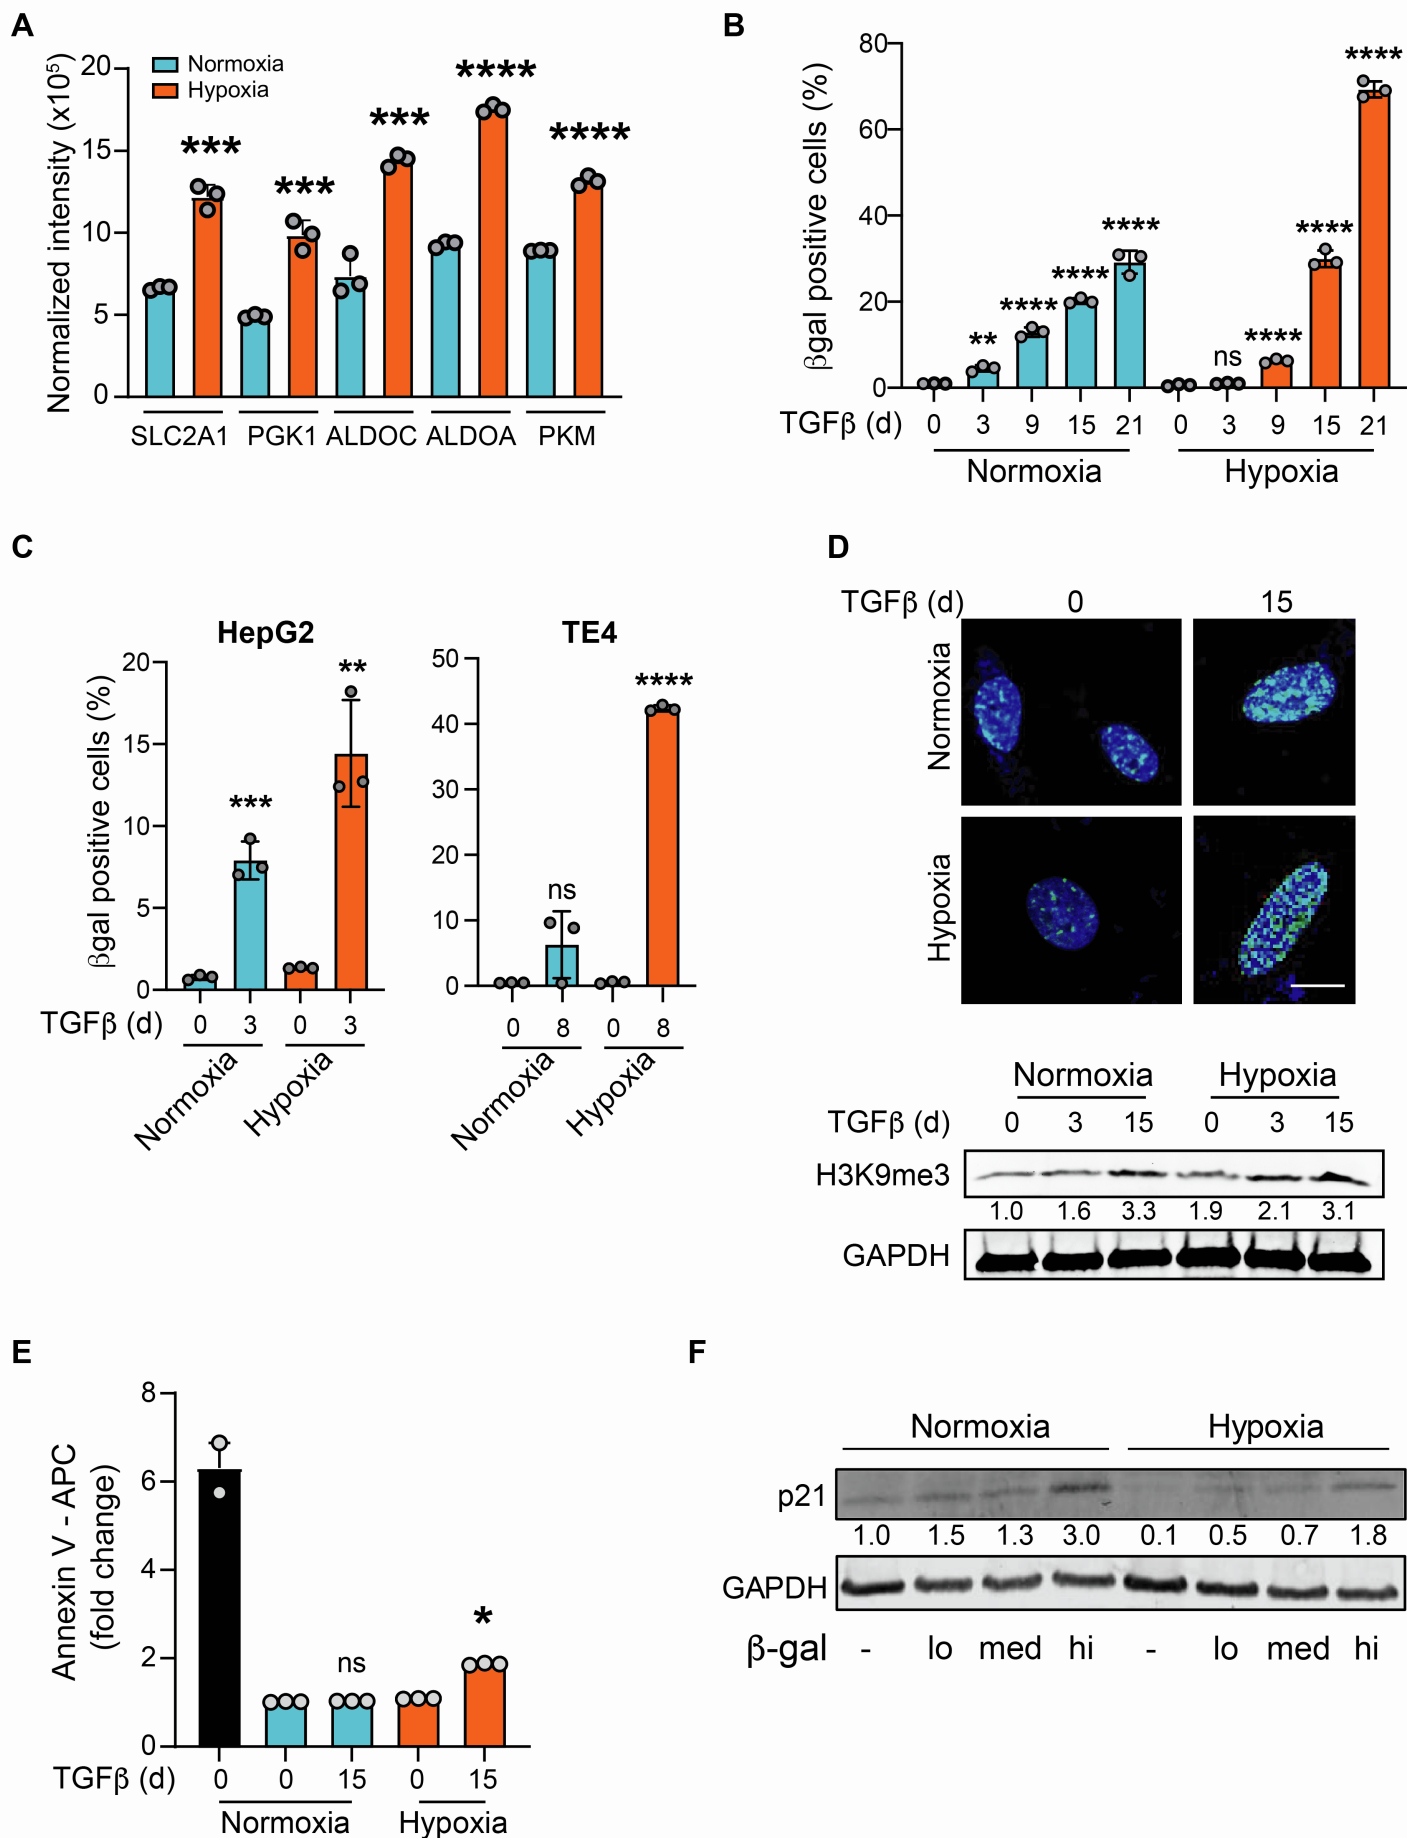 A
Normalized intensity (x10⁵)
20
15
10
5
0
Normoxia
Hypoxia
***
***
***
****
****
SLC2A1 PGK1 ALDOC ALDOA PKM
B
βgal positive cells (%)
80
60
40
20
0
**
****
****
****
ns
****
****
****
TGFβ (d) 0 3 9 15 21 0 3 9 15 21
Normoxia Hypoxia
C
HepG2
βgal positive cells (%)
20
15
10
5
0
***
**
TGFβ (d) 0 3 0 3
Normoxia Hypoxia
TE4
50
40
30
20
10
0
ns
****
0 8 0 8
Normoxia Hypoxia
D
TGFβ (d) 0 15
Normoxia
Hypoxia
Normoxia Hypoxia
TGFβ (d) 0 3 15 0 3 15
H3K9me3
1.0 1.6 3.3 1.9 2.1 3.1
GAPDH
E
Annexin V - APC
(fold change)
8
6
4
2
0
ns
*
TGFβ (d) 0 0 15 0 15
Normoxia Hypoxia
F
Normoxia Hypoxia
p21
1.0 1.5 1.3 3.0 0.1 0.5 0.7 1.8
GAPDH
β-gal - lo med hi - lo med hi